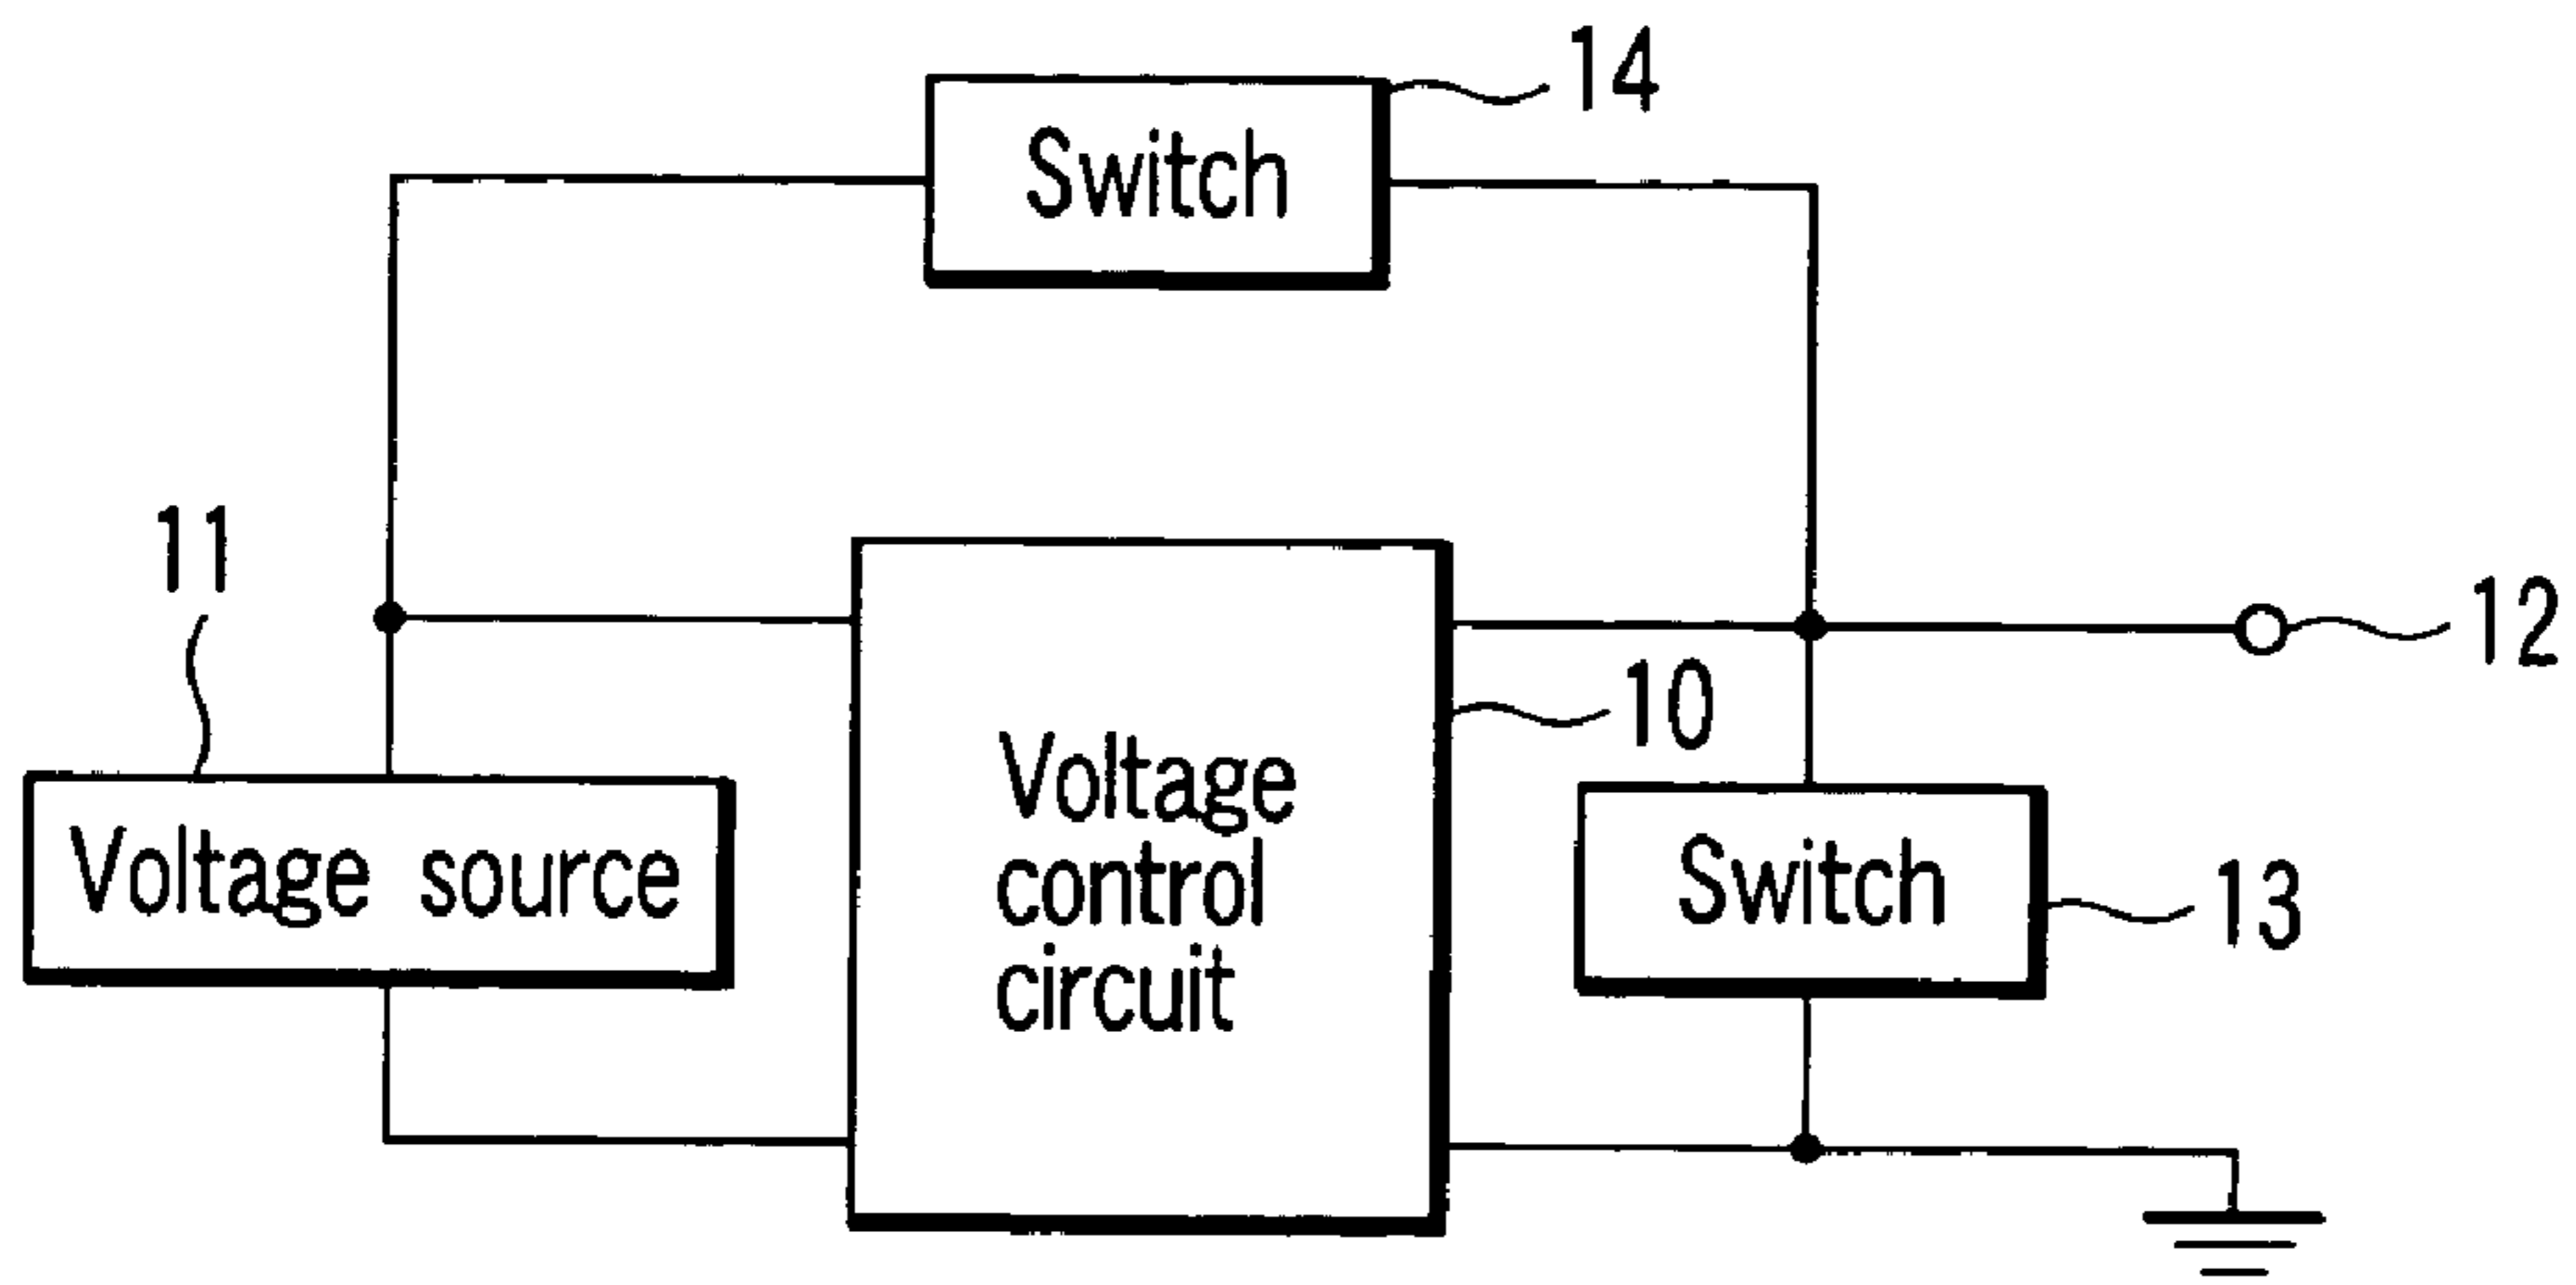 14
Switch
11
12
10
Voltage
control
circuit
Voltage source
Switch
13